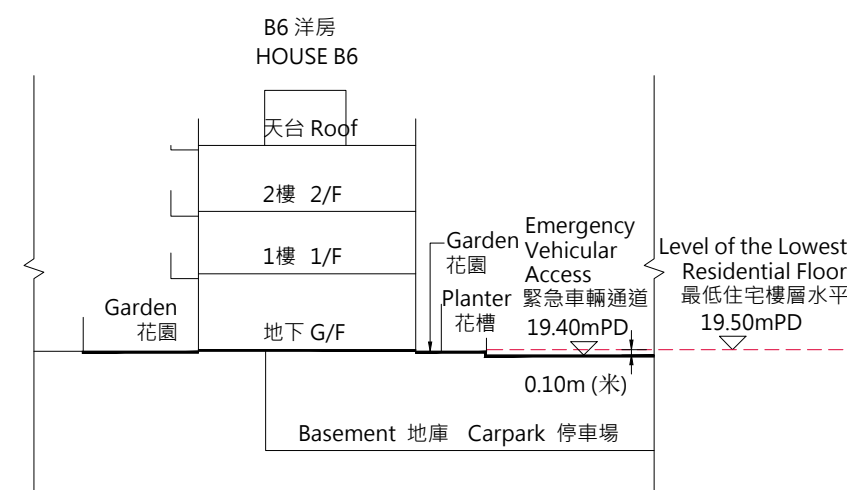 B6 洋房
HOUSE B6
天台 Roof
2樓 2/F
1樓 1/F
地下 G/F
Garden
花園
Garden
花園
Planter
花槽
Emergency
Vehicular
Access
緊急車輛通道
19.40mPD
0.10m (米)
Level of the Lowest
Residential Floor
最低住宅樓層水平
19.50mPD
Basement 地庫 Carpark 停車場